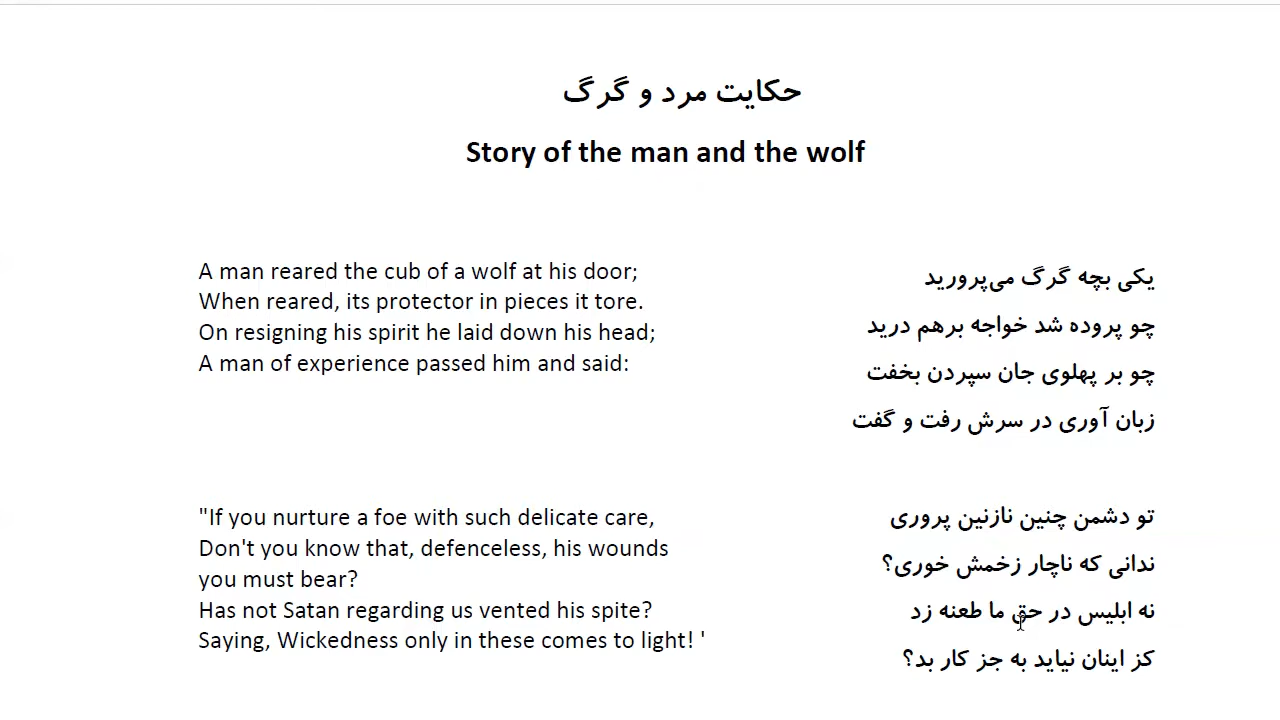 حکایت مرد و گرگ
Story of the man and the wolf
A man reared the cub of a wolf at his door;
When reared, its protector in pieces it tore.
On resigning his spirit he laid down his head;
A man of experience passed him and said:
یکی بچه گرگ می‌پرورید
چو پروده شد خواجه برهم درید
چو بر پهلوی جان سپردن بخفت
زبان آوری در سرش رفت و گفت
"If you nurture a foe with such delicate care,
Don't you know that, defenceless, his wounds
you must bear?
Has not Satan regarding us vented his spite?
Saying, Wickedness only in these comes to light! '
تو دشمن چنین نازنین پروری
ندانی که ناچار زخمش خوری؟
نه ابلیس در حق ما طعنه زد
کز اینان نیاید به جز کار بد؟